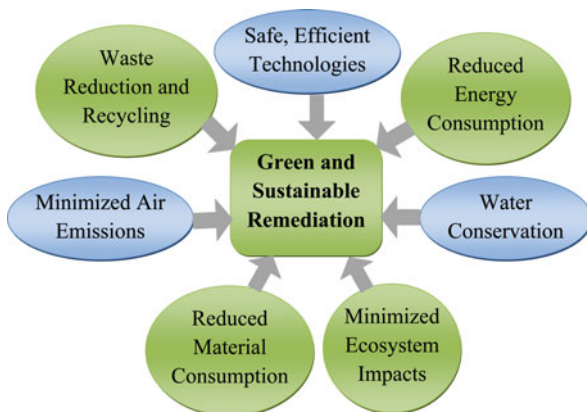 Waste
Reduction and
Recycling
Safe, Efficient
Technologies
Reduced
Energy
Consumption
Green and
Sustainable
Remediation
Minimized Air
Emissions
Water
Conservation
Reduced
Material
Consumption
Minimized
Ecosystem
Impacts